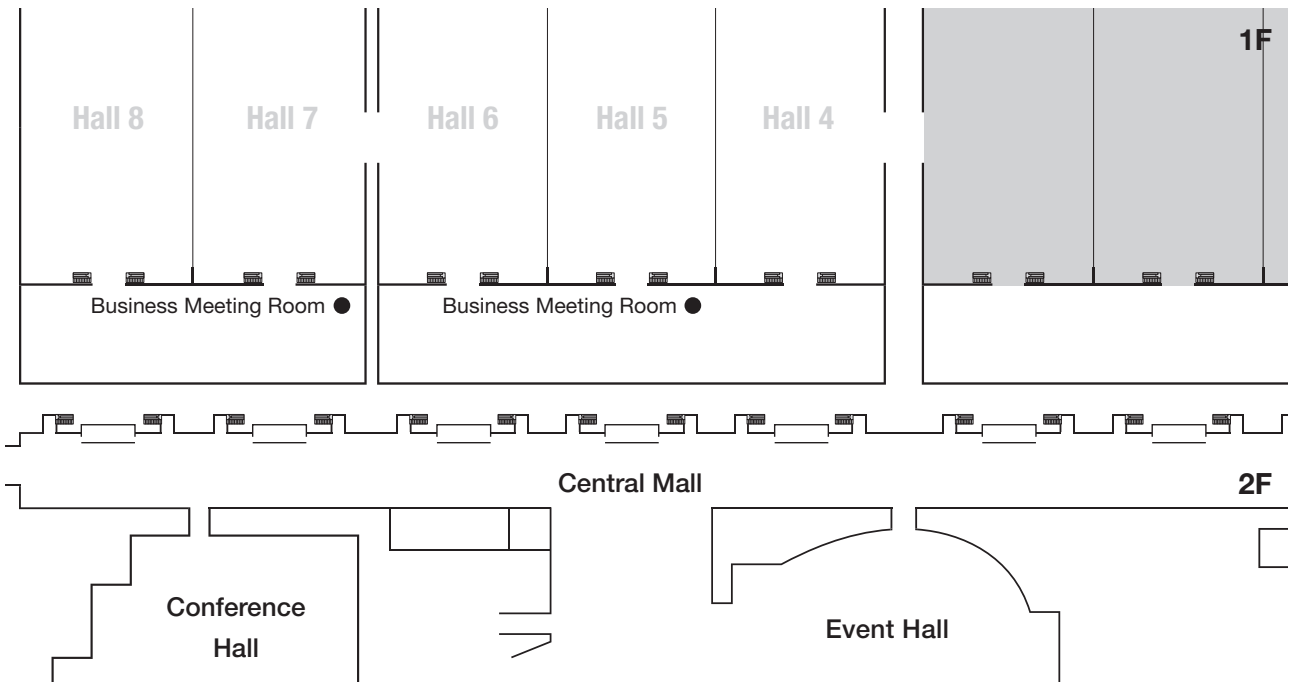 1F
Hall 8
Hall 7
Hall 6
Hall 5
Hall 4
Business Meeting Room ●
Business Meeting Room ●
Central Mall
2F
Conference
Hall
Event Hall